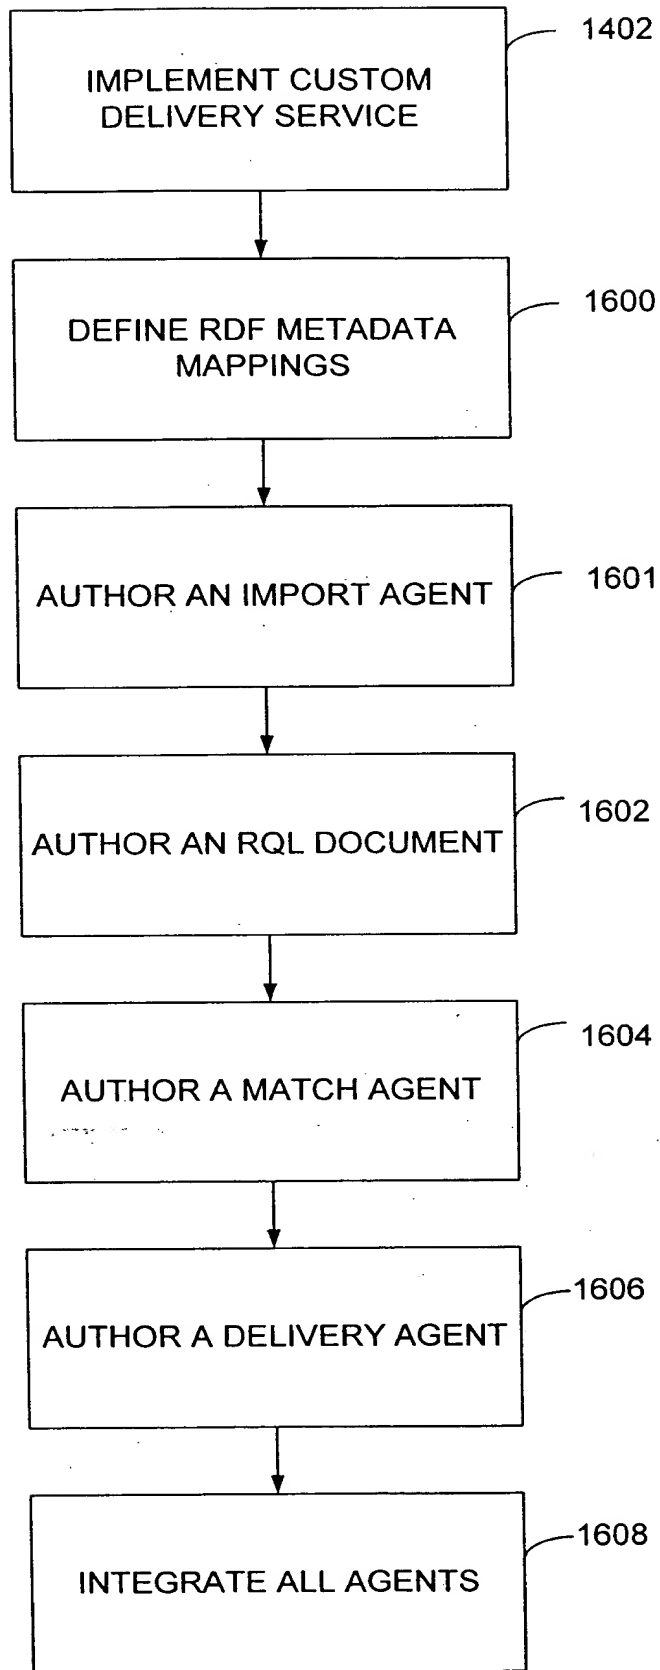 1402
IMPLEMENT CUSTOM
DELIVERY SERVICE
1600
DEFINE RDF METADATA
MAPPINGS
1601
AUTHOR AN IMPORT AGENT
1602
AUTHOR AN RQL DOCUMENT
1604
AUTHOR A MATCH AGENT
1606
AUTHOR A DELIVERY AGENT
1608
INTEGRATE ALL AGENTS